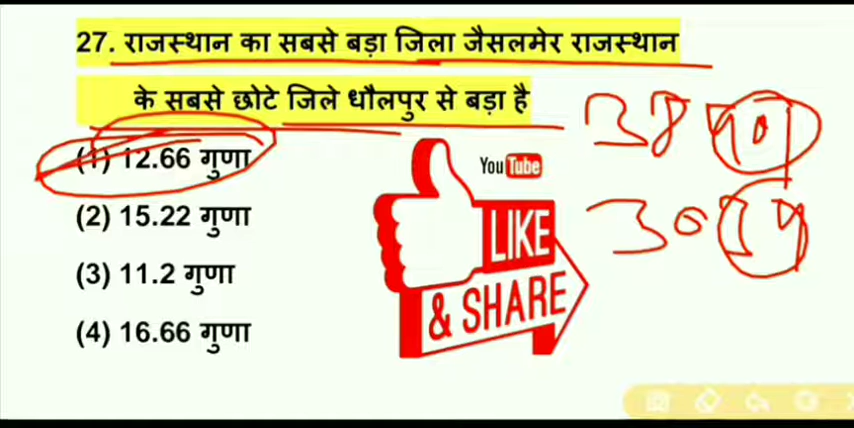 27. राजस्थान का सबसे बड़ा जिला जैसलमेर राजस्थान
के सबसे छोटे जिले धौलपुर से बड़ा है
(1) 12.66 गुणा
(2) 15.22 गुणा
(3) 11.2 गुणा
(4) 16.66 गुणा
YouTube
LIKE
& SHARE